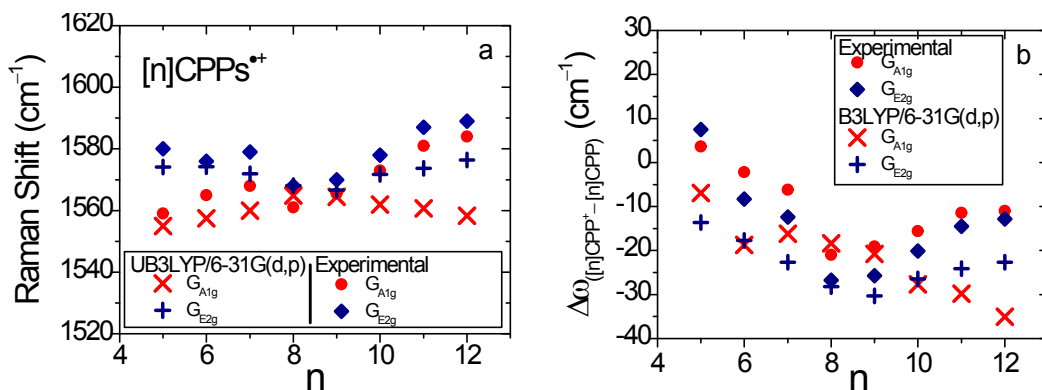 a
[n]CPPs•+
Raman Shift (cm⁻¹)
1620
1600
1580
1560
1540
1520
UB3LYP/6-31G(d,p) Experimental
G_A1g G_A1g
G_E2g G_E2g
4 6 8 10 12
n
b
Δω([n]CPP⁺−[n]CPP) (cm⁻¹)
30
20
10
0
-10
-20
-30
-40
Experimental
G_A1g
G_E2g
B3LYP/6-31G(d,p)
G_A1g
G_E2g
4 6 8 10 12
n